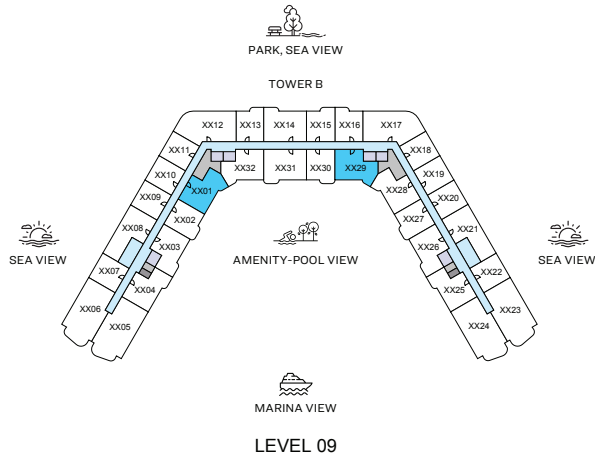 PARK, SEA VIEW
TOWER B
XX12 XX13 XX14 XX15 XX16 XX17
XX11 XX18
XX32 XX31 XX30 XX29
XX10 XX19
XX01 XX28
XX09 XX20
XX02 XX27
XX08 XX21
XX03 XX26
SEA VIEW
AMENITY-POOL VIEW
SEA VIEW
XX07 XX22
XX04 XX25
XX06 XX23
XX05 XX24
MARINA VIEW
LEVEL 09